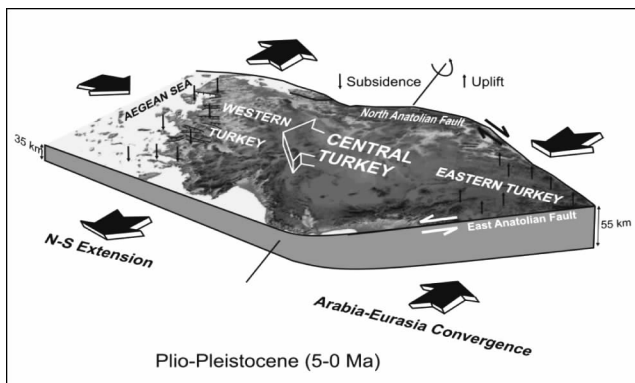 AEGEAN SEA
↓ Subsidence
↑ Uplift
WESTERN
TURKEY
North Anatolian Fault
CENTRAL
TURKEY
EASTERN TURKEY
35 km
East Anatolian Fault
55 km
N-S Extension
Arabia-Eurasia Convergence
Plio-Pleistocene (5-0 Ma)